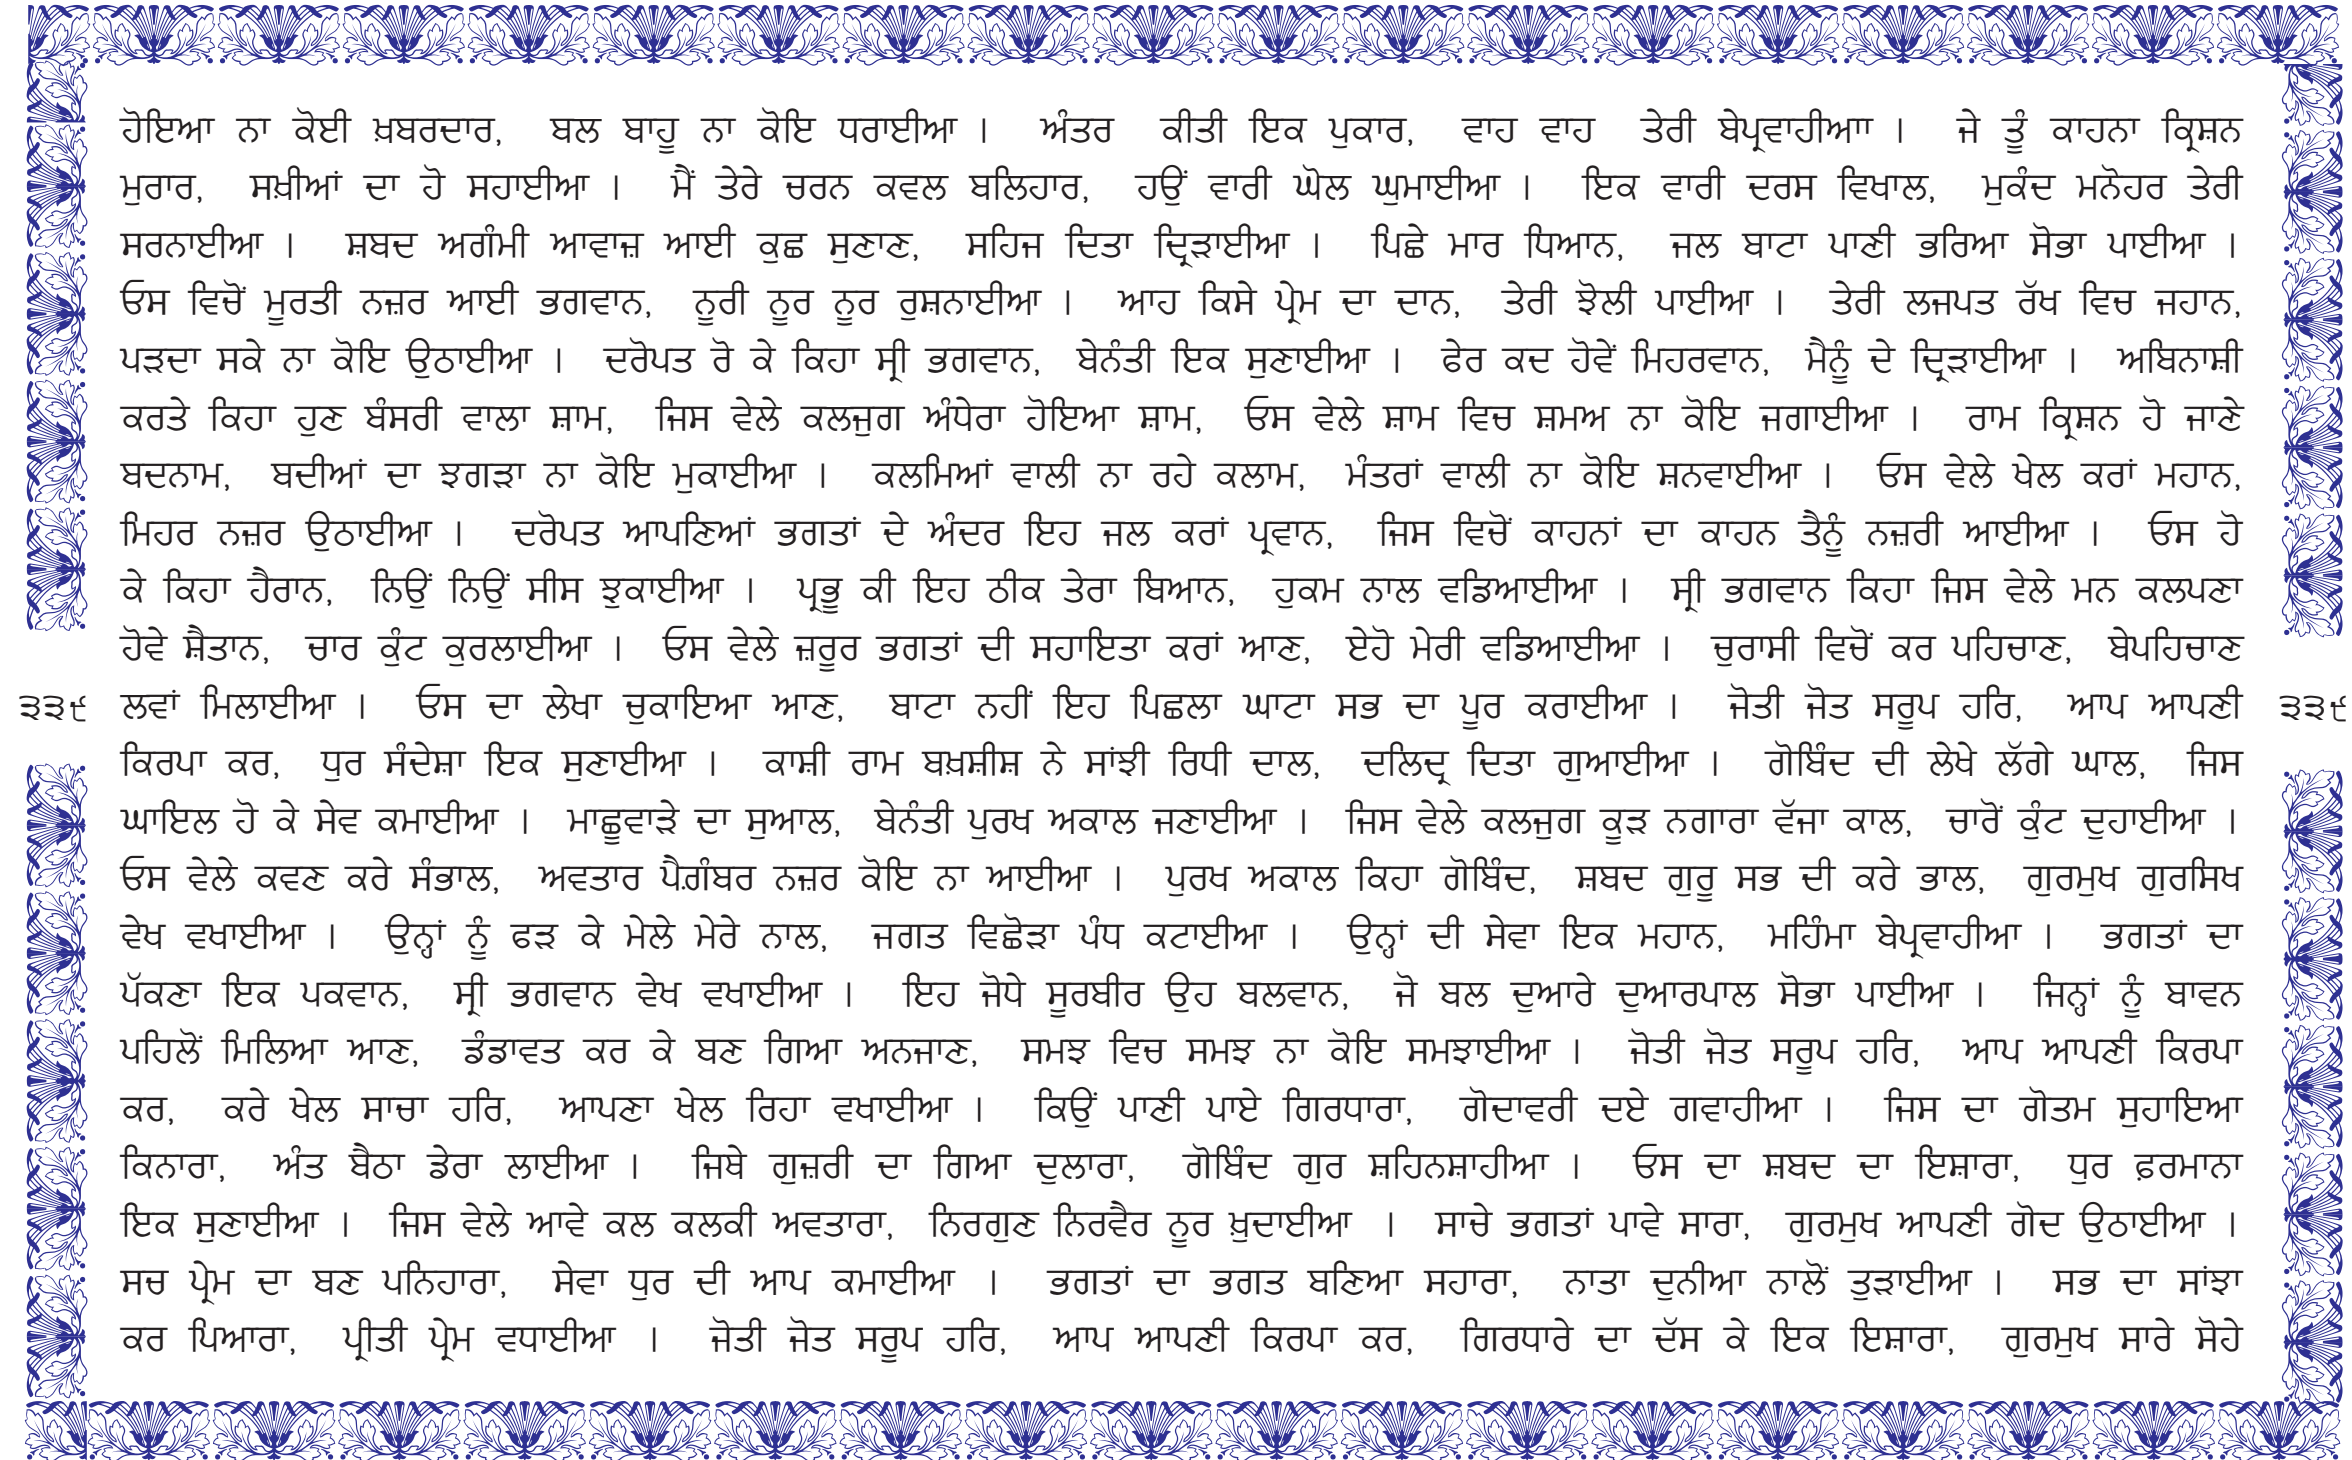 ਹੋਇਆ ਨਾ ਕੋਈ ਖ਼ਬਰਦਾਰ, ਬਲ ਬਾਹੂ ਨਾ ਕੋਇ ਧਰਾਈਆ । ਅੰਤਰ ਕੀਤੀ ਇਕ ਪੁਕਾਰ, ਵਾਹ ਵਾਹ ਤੇਰੀ ਬੇਪ੍ਰਵਾਹੀਆਾ । ਜੇ ਤੂੰ ਕਾਹਨਾ ਕ੍ਰਿਸ਼ਨ
ਮੁਰਾਰ, ਸਖ਼ੀਆਂ ਦਾ ਹੋ ਸਹਾਈਆ । ਮੈਂ ਤੇਰੇ ਚਰਨ ਕਵਲ ਬਲਿਹਾਰ, ਹਉਂ ਵਾਰੀ ਘੋਲ ਘੁਮਾਈਆ । ਇਕ ਵਾਰੀ ਦਰਸ ਵਿਖਾਲ, ਮੁਕੰਦ ਮਨੋਹਰ ਤੇਰੀ
ਸਰਨਾਈਆ । ਸ਼ਬਦ ਅਗੰਮੀ ਆਵਾਜ਼ ਆਈ ਕੁਛ ਸੁਣਾਣ, ਸਹਿਜ ਦਿਤਾ ਦ੍ਰਿੜਾਈਆ । ਪਿਛੇ ਮਾਰ ਧਿਆਨ, ਜਲ ਬਾਟਾ ਪਾਣੀ ਭਰਿਆ ਸੋਭਾ ਪਾਈਆ ।
ਓਸ ਵਿਚੋਂ ਮੂਰਤੀ ਨਜ਼ਰ ਆਈ ਭਗਵਾਨ, ਨੂਰੀ ਨੂਰ ਨੂਰ ਰੁਸ਼ਨਾਈਆ । ਆਹ ਕਿਸੇ ਪ੍ਰੇਮ ਦਾ ਦਾਨ, ਤੇਰੀ ਝੋਲੀ ਪਾਈਆ । ਤੇਰੀ ਲਜਪਤ ਰੱਖ ਵਿਚ ਜਹਾਨ,
ਪੜਦਾ ਸਕੇ ਨਾ ਕੋਇ ਉਠਾਈਆ । ਦਰੋਪਤ ਰੋ ਕੇ ਕਿਹਾ ਸ੍ਰੀ ਭਗਵਾਨ, ਬੇਨੰਤੀ ਇਕ ਸੁਣਾਈਆ । ਫੇਰ ਕਦ ਹੋਵੇਂ ਮਿਹਰਵਾਨ, ਮੈਨੂੰ ਦੇ ਦ੍ਰਿੜਾਈਆ । ਅਬਿਨਾਸ਼ੀ
ਕਰਤੇ ਕਿਹਾ ਹੁਣ ਬੰਸਰੀ ਵਾਲਾ ਸ਼ਾਮ, ਜਿਸ ਵੇਲੇ ਕਲਜੁਗ ਅੰਧੇਰਾ ਹੋਇਆ ਸ਼ਾਮ, ਓਸ ਵੇਲੇ ਸ਼ਾਮ ਵਿਚ ਸ਼ਮਅ ਨਾ ਕੋਇ ਜਗਾਈਆ । ਰਾਮ ਕ੍ਰਿਸ਼ਨ ਹੋ ਜਾਣੇ
ਬਦਨਾਮ, ਬਦੀਆਂ ਦਾ ਝਗੜਾ ਨਾ ਕੋਇ ਮੁਕਾਈਆ । ਕਲਮਿਆਂ ਵਾਲੀ ਨਾ ਰਹੇ ਕਲਾਮ, ਮੰਤਰਾਂ ਵਾਲੀ ਨਾ ਕੋਇ ਸ਼ਨਵਾਈਆ । ਓਸ ਵੇਲੇ ਖੇਲ ਕਰਾਂ ਮਹਾਨ,
ਮਿਹਰ ਨਜ਼ਰ ਉਠਾਈਆ । ਦਰੋਪਤ ਆਪਣਿਆਂ ਭਗਤਾਂ ਦੇ ਅੰਦਰ ਇਹ ਜਲ ਕਰਾਂ ਪ੍ਰਵਾਨ, ਜਿਸ ਵਿਚੋਂ ਕਾਹਨਾਂ ਦਾ ਕਾਹਨ ਤੈਨੂੰ ਨਜ਼ਰੀ ਆਈਆ । ਓਸ ਹੋ
ਕੇ ਕਿਹਾ ਹੈਰਾਨ, ਨਿਉਂ ਨਿਉਂ ਸੀਸ ਝੁਕਾਈਆ । ਪ੍ਰਭੂ ਕੀ ਇਹ ਠੀਕ ਤੇਰਾ ਬਿਆਨ, ਹੁਕਮ ਨਾਲ ਵਡਿਆਈਆ । ਸ੍ਰੀ ਭਗਵਾਨ ਕਿਹਾ ਜਿਸ ਵੇਲੇ ਮਨ ਕਲਪਣਾ
ਹੋਵੇ ਸ਼ੈਤਾਨ, ਚਾਰ ਕੁੰਟ ਕੁਰਲਾਈਆ । ਓਸ ਵੇਲੇ ਜ਼ਰੂਰ ਭਗਤਾਂ ਦੀ ਸਹਾਇਤਾ ਕਰਾਂ ਆਣ, ਏਹੋ ਮੇਰੀ ਵਡਿਆਈਆ । ਚੁਰਾਸੀ ਵਿਚੋਂ ਕਰ ਪਹਿਚਾਣ, ਬੇਪਹਿਚਾਣ
੩੩੯ ਲਵਾਂ ਮਿਲਾਈਆ । ਓਸ ਦਾ ਲੇਖਾ ਚੁਕਾਇਆ ਆਣ, ਬਾਟਾ ਨਹੀਂ ਇਹ ਪਿਛਲਾ ਘਾਟਾ ਸਭ ਦਾ ਪੂਰ ਕਰਾਈਆ । ਜੋਤੀ ਜੋਤ ਸਰੂਪ ਹਰਿ, ਆਪ ਆਪਣੀ ੩੩੯
ਕਿਰਪਾ ਕਰ, ਧੁਰ ਸੰਦੇਸ਼ਾ ਇਕ ਸੁਣਾਈਆ । ਕਾਸ਼ੀ ਰਾਮ ਬਖ਼ਸ਼ੀਸ਼ ਨੇ ਸਾਂਝੀ ਰਿਧੀ ਦਾਲ, ਦਲਿਦ੍ਰ ਦਿਤਾ ਗੁਆਈਆ । ਗੋਬਿੰਦ ਦੀ ਲੇਖੇ ਲੱਗੇ ਘਾਲ, ਜਿਸ
ਘਾਇਲ ਹੋ ਕੇ ਸੇਵ ਕਮਾਈਆ । ਮਾਛੂਵਾੜੇ ਦਾ ਸੁਆਲ, ਬੇਨੰਤੀ ਪੁਰਖ ਅਕਾਲ ਜਣਾਈਆ । ਜਿਸ ਵੇਲੇ ਕਲਜੁਗ ਕੂੜ ਨਗਾਰਾ ਵੱਜਾ ਕਾਲ, ਚਾਰੋਂ ਕੁੰਟ ਦੁਹਾਈਆ ।
ਓਸ ਵੇਲੇ ਕਵਣ ਕਰੇ ਸੰਭਾਲ, ਅਵਤਾਰ ਪੈਗ਼ੰਬਰ ਨਜ਼ਰ ਕੋਇ ਨਾ ਆਈਆ । ਪੁਰਖ ਅਕਾਲ ਕਿਹਾ ਗੋਬਿੰਦ, ਸ਼ਬਦ ਗੁਰੂ ਸਭ ਦੀ ਕਰੇ ਭਾਲ, ਗੁਰਮੁਖ ਗੁਰਸਿਖ
ਵੇਖ ਵਖਾਈਆ । ਉਨ੍ਹਾਂ ਨੂੰ ਫੜ ਕੇ ਮੇਲੇ ਮੇਰੇ ਨਾਲ, ਜਗਤ ਵਿਛੋੜਾ ਪੰਧ ਕਟਾਈਆ । ਉਨ੍ਹਾਂ ਦੀ ਸੇਵਾ ਇਕ ਮਹਾਨ, ਮਹਿੰਮਾ ਬੇਪ੍ਰਵਾਹੀਆ । ਭਗਤਾਂ ਦਾ
ਪੱਕਣਾ ਇਕ ਪਕਵਾਨ, ਸ੍ਰੀ ਭਗਵਾਨ ਵੇਖ ਵਖਾਈਆ । ਇਹ ਜੋਧੇ ਸੂਰਬੀਰ ਉਹ ਬਲਵਾਨ, ਜੋ ਬਲ ਦੁਆਰੇ ਦੁਆਰਪਾਲ ਸੋਭਾ ਪਾਈਆ । ਜਿਨ੍ਹਾਂ ਨੂੰ ਬਾਵਨ
ਪਹਿਲੋਂ ਮਿਲਿਆ ਆਣ, ਡੰਡਾਵਤ ਕਰ ਕੇ ਬਣ ਗਿਆ ਅਨਜਾਣ, ਸਮਝ ਵਿਚ ਸਮਝ ਨਾ ਕੋਇ ਸਮਝਾਈਆ । ਜੋਤੀ ਜੋਤ ਸਰੂਪ ਹਰਿ, ਆਪ ਆਪਣੀ ਕਿਰਪਾ
ਕਰ, ਕਰੇ ਖੇਲ ਸਾਚਾ ਹਰਿ, ਆਪਣਾ ਖੇਲ ਰਿਹਾ ਵਖਾਈਆ । ਕਿਉਂ ਪਾਣੀ ਪਾਏ ਗਿਰਧਾਰਾ, ਗੋਦਾਵਰੀ ਦਏ ਗਵਾਹੀਆ । ਜਿਸ ਦਾ ਗੋਤਮ ਸੁਹਾਇਆ
ਕਿਨਾਰਾ, ਅੰਤ ਬੈਠਾ ਡੇਰਾ ਲਾਈਆ । ਜਿਥੇ ਗੁਜ਼ਰੀ ਦਾ ਗਿਆ ਦੁਲਾਰਾ, ਗੋਬਿੰਦ ਗੁਰ ਸ਼ਹਿਨਸ਼ਾਹੀਆ । ਓਸ ਦਾ ਸ਼ਬਦ ਦਾ ਇਸ਼ਾਰਾ, ਧੁਰ ਫ਼ਰਮਾਨਾ
ਇਕ ਸੁਣਾਈਆ । ਜਿਸ ਵੇਲੇ ਆਵੇ ਕਲ ਕਲਕੀ ਅਵਤਾਰਾ, ਨਿਰਗੁਣ ਨਿਰਵੈਰ ਨੂਰ ਖ਼ੁਦਾਈਆ । ਸਾਚੇ ਭਗਤਾਂ ਪਾਵੇ ਸਾਰਾ, ਗੁਰਮੁਖ ਆਪਣੀ ਗੋਦ ਉਠਾਈਆ ।
ਸਚ ਪ੍ਰੇਮ ਦਾ ਬਣ ਪਨਿਹਾਰਾ, ਸੇਵਾ ਧੁਰ ਦੀ ਆਪ ਕਮਾਈਆ । ਭਗਤਾਂ ਦਾ ਭਗਤ ਬਣਿਆ ਸਹਾਰਾ, ਨਾਤਾ ਦੁਨੀਆ ਨਾਲੋਂ ਤੁੜਾਈਆ । ਸਭ ਦਾ ਸਾਂਝਾ
ਕਰ ਪਿਆਰਾ, ਪ੍ਰੀਤੀ ਪ੍ਰੇਮ ਵਧਾਈਆ । ਜੋਤੀ ਜੋਤ ਸਰੂਪ ਹਰਿ, ਆਪ ਆਪਣੀ ਕਿਰਪਾ ਕਰ, ਗਿਰਧਾਰੇ ਦਾ ਦੱਸ ਕੇ ਇਕ ਇਸ਼ਾਰਾ, ਗੁਰਮੁਖ ਸਾਰੇ ਸੋਹੇ